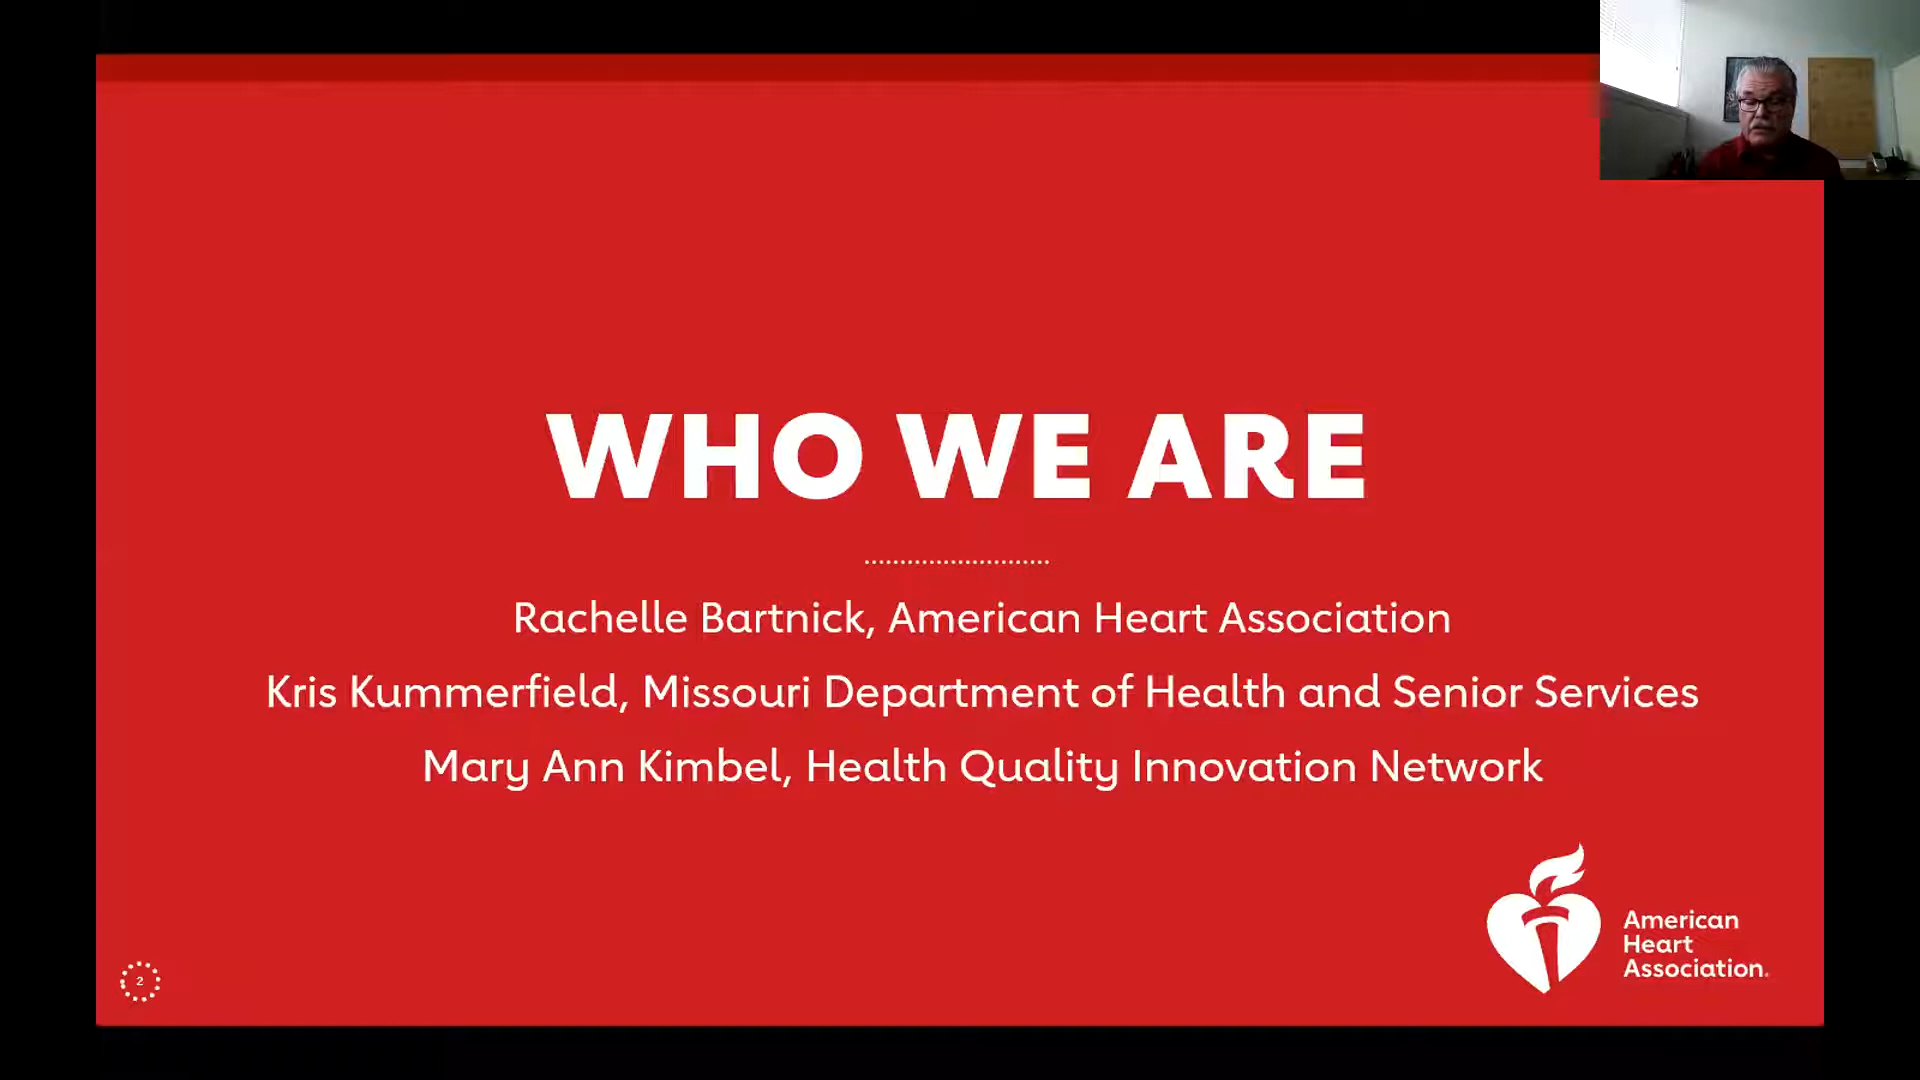 WHO WE ARE
Rachelle Bartnick, American Heart Association
Kris Kummerfield, Missouri Department of Health and Senior Services
Mary Ann Kimbel, Health Quality Innovation Network
American
Heart
Association.
2